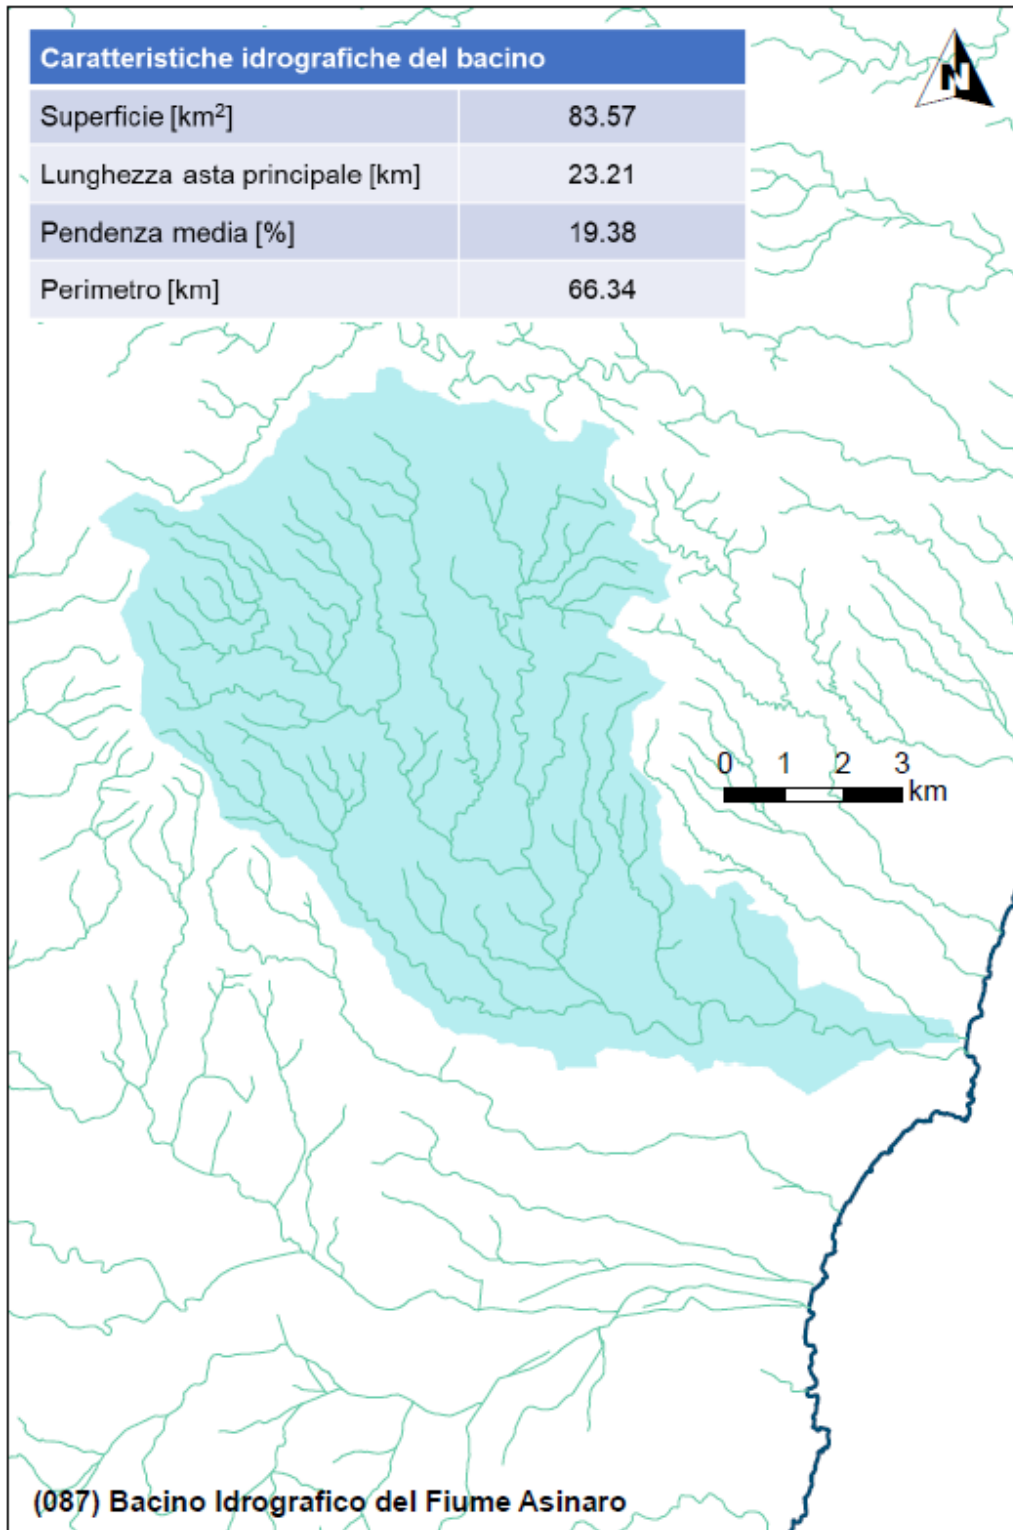 Caratteristiche idrografiche del bacino
Superficie [km²] 83.57
Lunghezza asta principale [km] 23.21
Pendenza media [%] 19.38
Perimetro [km] 66.34
N
0 1 2 3
km
(087) Bacino Idrografico del Fiume Asinaro